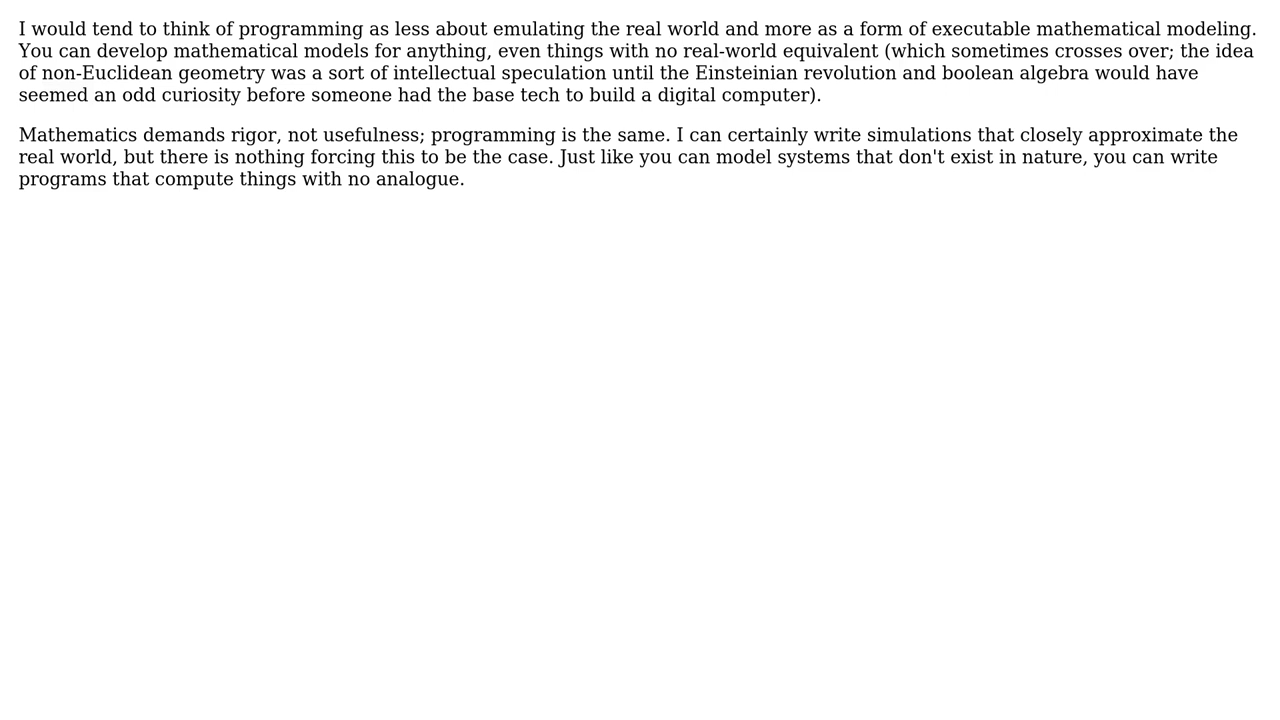 I would tend to think of programming as less about emulating the real world and more as a form of executable mathematical modeling.
You can develop mathematical models for anything, even things with no real-world equivalent (which sometimes crosses over; the idea
of non-Euclidean geometry was a sort of intellectual speculation until the Einsteinian revolution and boolean algebra would have
seemed an odd curiosity before someone had the base tech to build a digital computer).
Mathematics demands rigor, not usefulness; programming is the same. I can certainly write simulations that closely approximate the
real world, but there is nothing forcing this to be the case. Just like you can model systems that don't exist in nature, you can write
programs that compute things with no analogue.